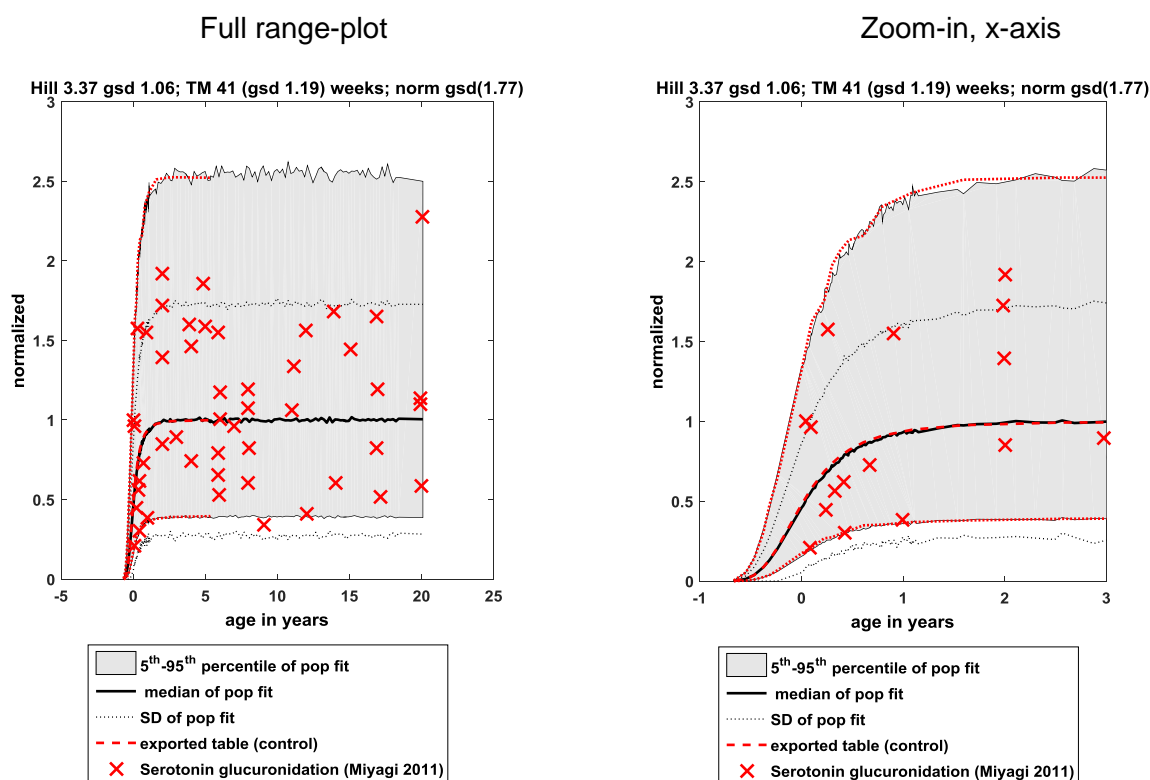 Full range-plot
Zoom-in, x-axis
Hill 3.37 gsd 1.06; TM 41 (gsd 1.19) weeks; norm gsd(1.77)
3
2.5
2
1.5
1
0.5
0
-5
0
5
10
15
20
25
normalized
age in years
5th-95th percentile of pop fit
median of pop fit
SD of pop fit
exported table (control)
Serotonin glucuronidation (Miyagi 2011)
Hill 3.37 gsd 1.06; TM 41 (gsd 1.19) weeks; norm gsd(1.77)
3
2.5
2
1.5
1
0.5
0
-1
0
1
2
3
normalized
age in years
5th-95th percentile of pop fit
median of pop fit
SD of pop fit
exported table (control)
Serotonin glucuronidation (Miyagi 2011)